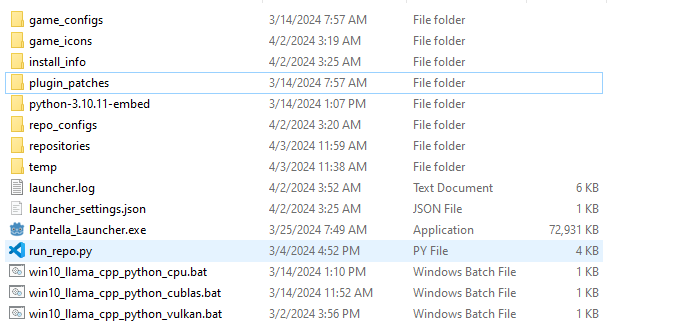 game_configs 3/14/2024 7:57 AM File folder
game_icons 4/2/2024 3:19 AM File folder
install_info 4/2/2024 3:25 AM File folder
plugin_patches 3/14/2024 7:57 AM File folder
python-3.10.11-embed 3/14/2024 1:07 PM File folder
repo_configs 4/2/2024 3:20 AM File folder
repositories 4/3/2024 11:59 AM File folder
temp 4/3/2024 11:38 AM File folder
launcher.log 4/2/2024 3:52 AM Text Document 6 KB
launcher_settings.json 4/2/2024 3:25 AM JSON File 1 KB
Pantella_Launcher.exe 3/25/2024 7:49 AM Application 72,931 KB
run_repo.py 3/4/2024 4:52 PM PY File 4 KB
win10_llama_cpp_python_cpu.bat 3/14/2024 1:10 PM Windows Batch File 1 KB
win10_llama_cpp_python_cublas.bat 3/14/2024 11:52 AM Windows Batch File 1 KB
win10_llama_cpp_python_vulkan.bat 3/2/2024 3:56 PM Windows Batch File 1 KB